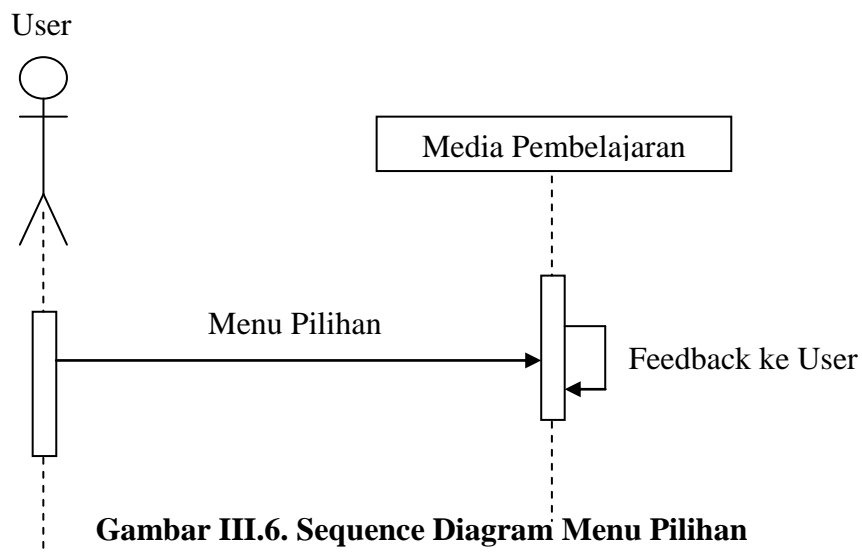 User
Media Pembelajaran
Menu Pilihan
Feedback ke User
Gambar III.6. Sequence Diagram Menu Pilihan